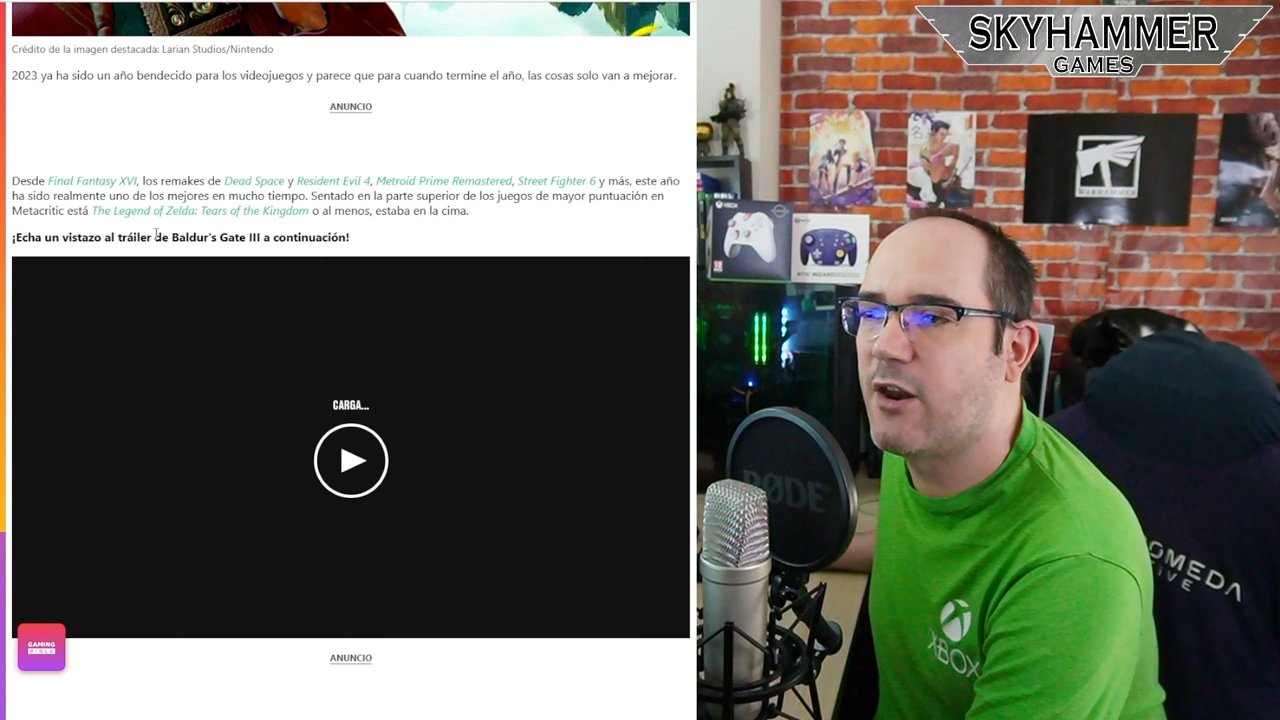 Crédito de la imagen destacada: Larian Studios/Nintendo
2023 ya ha sido un año bendecido para los videojuegos y parece que para cuando termine el año, las cosas solo van a mejorar.
ANUNCIO
Desde Final Fantasy XVI, los remakes de Dead Space y Resident Evil 4, Metroid Prime Remastered, Street Fighter 6 y más, este año
ha sido realmente uno de los mejores en mucho tiempo. Sentado en la parte superior de los juegos de mayor puntuación en
Metacritic está The Legend of Zelda: Tears of the Kingdom o al menos, estaba en la cima.
¡Echa un vistazo al tráiler de Baldur's Gate III a continuación!
CARGA...
GAMING
BIBLE
ANUNCIO
SKYHAMMER
GAMES
WARHAMMER
XBOX
RØDE
XBOX